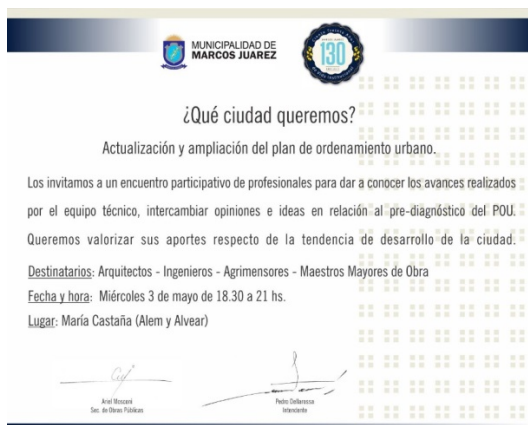 MUNICIPALIDAD DE
MARCOS JUAREZ
130
¿Qué ciudad queremos?
Actualización y ampliación del plan de ordenamiento urbano.
Los invitamos a un encuentro participativo de profesionales para dar a conocer los avances realizados
por el equipo técnico, intercambiar opiniones e ideas en relación al pre-diagnóstico del POU.
Queremos valorizar sus aportes respecto de la tendencia de desarrollo de la ciudad.
Destinatarios: Arquitectos - Ingenieros - Agrimensores - Maestros Mayores de Obra
Fecha y hora: Miércoles 3 de mayo de 18.30 a 21 hs.
Lugar: María Castaña (Alem y Alvear)
Ariel Mosconi
Sec. de Obras Públicas
Pedro Dellarossa
Intendente